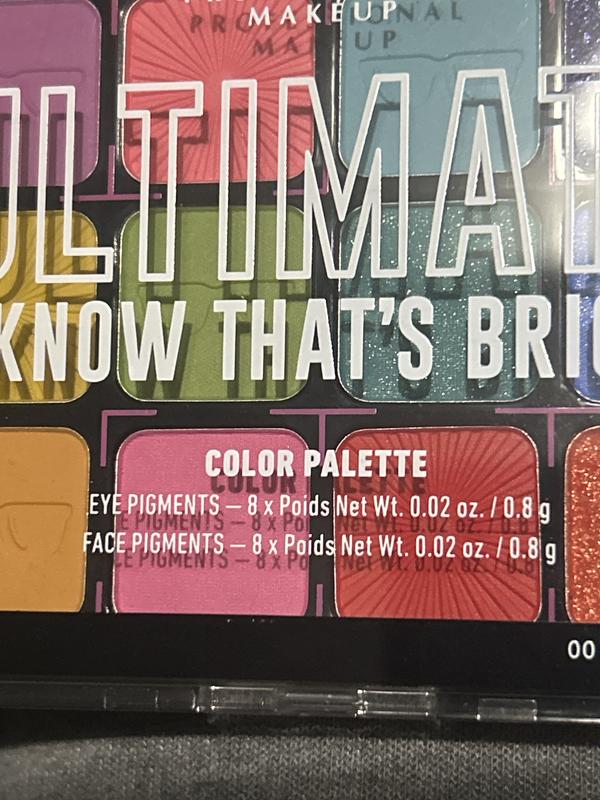 MAKEUP
ULTIMAT
KNOW THAT'S BRI
COLOR PALETTE
EYE PIGMENTS – 8 x Poids Net Wt. 0.02 oz. / 0.8 g
FACE PIGMENTS – 8 x Poids Net Wt. 0.02 oz. / 0.8 g
00